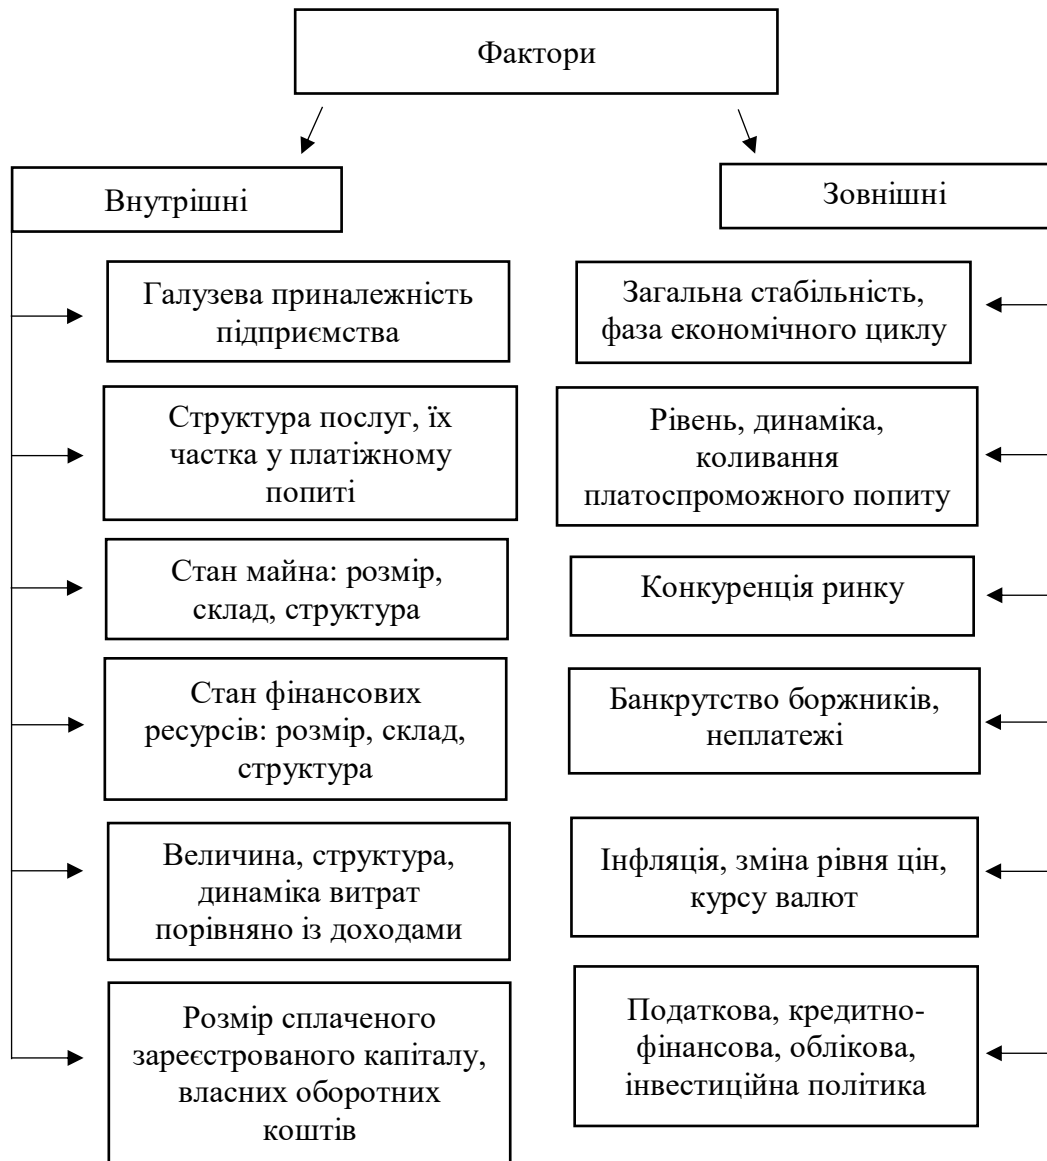 Фактори
Внутрішні
Зовнішні
Галузева приналежність
підприємства
Загальна стабільність,
фаза економічного циклу
Структура послуг, їх
частка у платіжному
попиті
Рівень, динаміка,
коливання
платоспроможного попиту
Стан майна: розмір,
склад, структура
Конкуренція ринку
Стан фінансових
ресурсів: розмір, склад,
структура
Банкрутство боржників,
неплатежі
Величина, структура,
динаміка витрат
порівняно із доходами
Інфляція, зміна рівня цін,
курсу валют
Розмір сплаченого
зареєстрованого капіталу,
власних оборотних
коштів
Податкова, кредитно-
фінансова, облікова,
інвестиційна політика